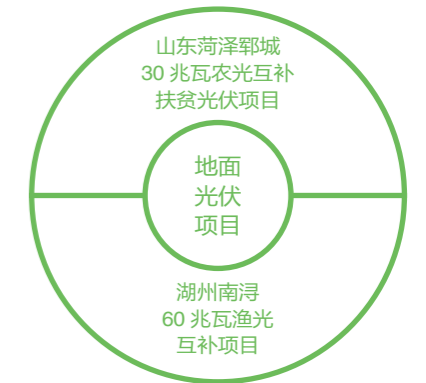 山东菏泽郓城
30 兆瓦农光互补
扶贫光伏项目
地面
光伏
项目
湖州南浔
60 兆瓦渔光
互补项目